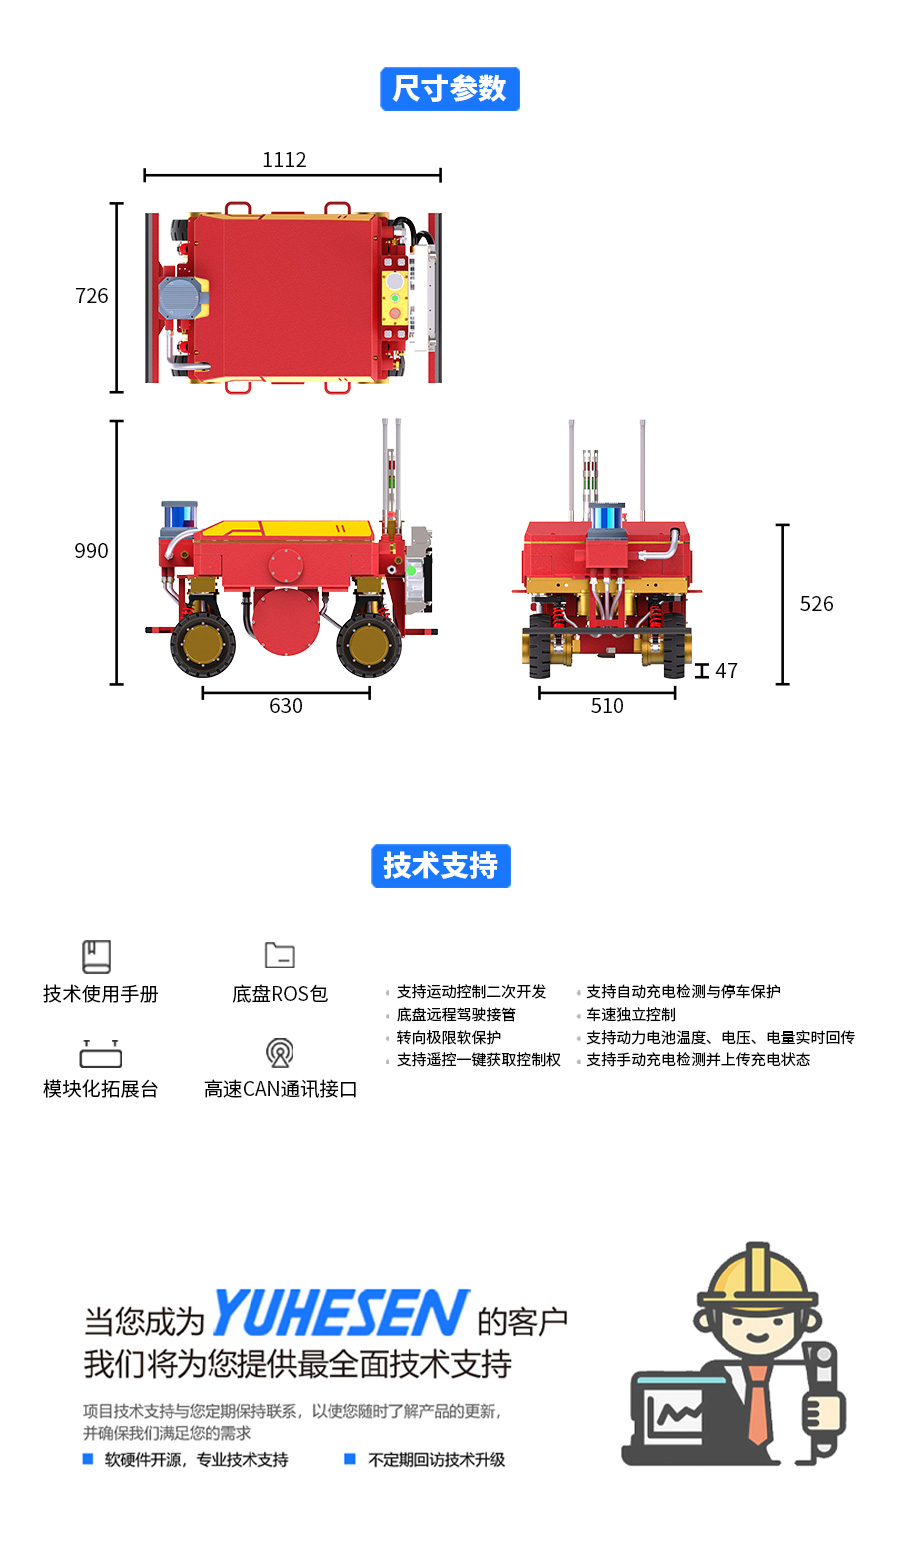 尺寸参数
1112
726
990
526
47
630
510
技术支持
技术使用手册
底盘ROS包
模块化拓展台
高速CAN通讯接口
支持运动控制二次开发
底盘远程驾驶接管
转向极限软保护
支持遥控一键获取控制权
支持自动充电检测与停车保护
车速独立控制
支持动力电池温度、电压、电量实时回传
支持手动充电检测并上传充电状态
当您成为YUHESEN的客户
我们将为您提供最全面技术支持
项目技术支持与您定期保持联系，以使您随时了解产品的更新，
并确保我们满足您的需求
软硬件开源，专业技术支持
不定期回访技术升级